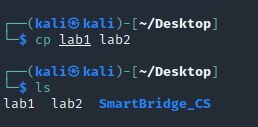 ┌──(kali㉿kali)-[~/Desktop]
└─$ cp lab1 lab2
┌──(kali㉿kali)-[~/Desktop]
└─$ ls
lab1 lab2 SmartBridge_CS